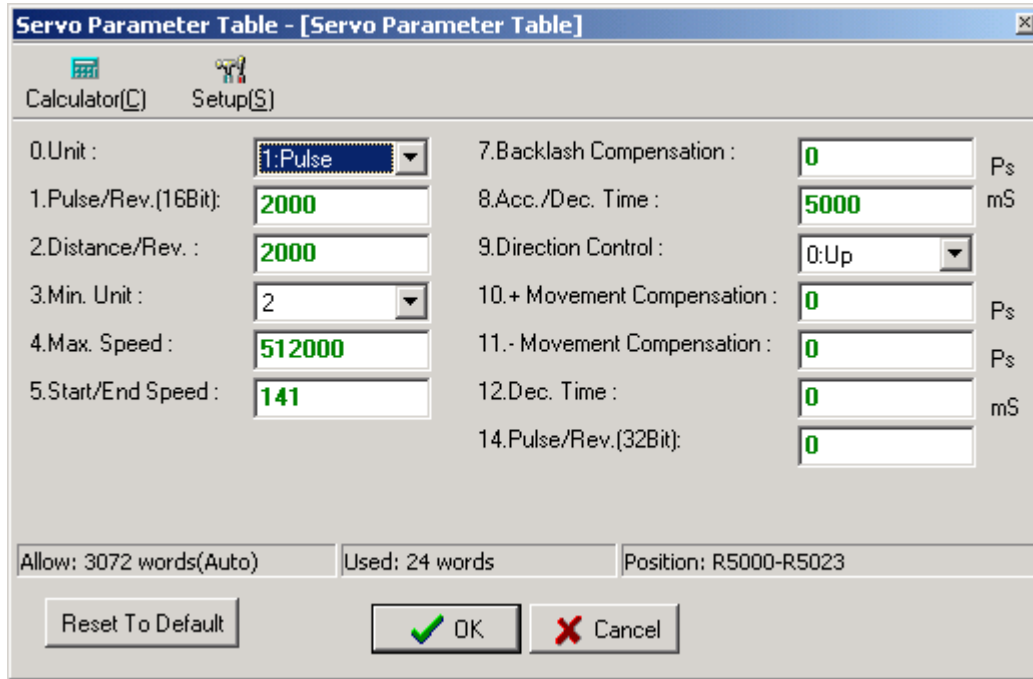 Servo Parameter Table - [Servo Parameter Table]
Calculator(C) Setup(S)
0.Unit : 1:Pulse
1.Pulse/Rev.(16Bit): 2000
2.Distance/Rev. : 2000
3.Min. Unit : 2
4.Max. Speed : 512000
5.Start/End Speed : 141
7.Backlash Compensation : 0 Ps
8.Acc./Dec. Time : 5000 mS
9.Direction Control : 0:Up
10.+ Movement Compensation : 0 Ps
11.- Movement Compensation : 0 Ps
12.Dec. Time : 0 mS
14.Pulse/Rev.(32Bit): 0
Allow: 3072 words(Auto) Used: 24 words Position: R5000-R5023
Reset To Default OK Cancel